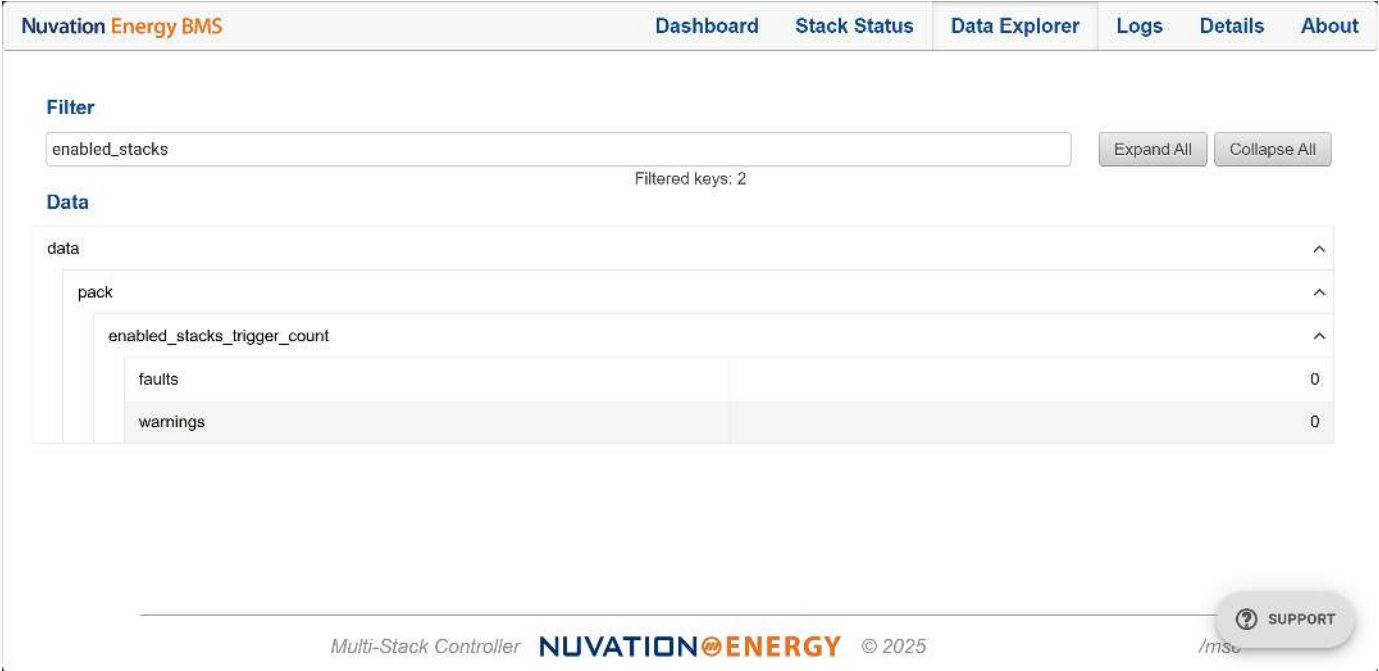 Nuvation Energy BMS Dashboard Stack Status Data Explorer Logs Details About
Filter
enabled_stacks Expand All Collapse All
Filtered keys: 2
Data
data
pack
enabled_stacks_trigger_count
faults 0
warnings 0
SUPPORT
Multi-Stack Controller NUVATION ENERGY © 2025